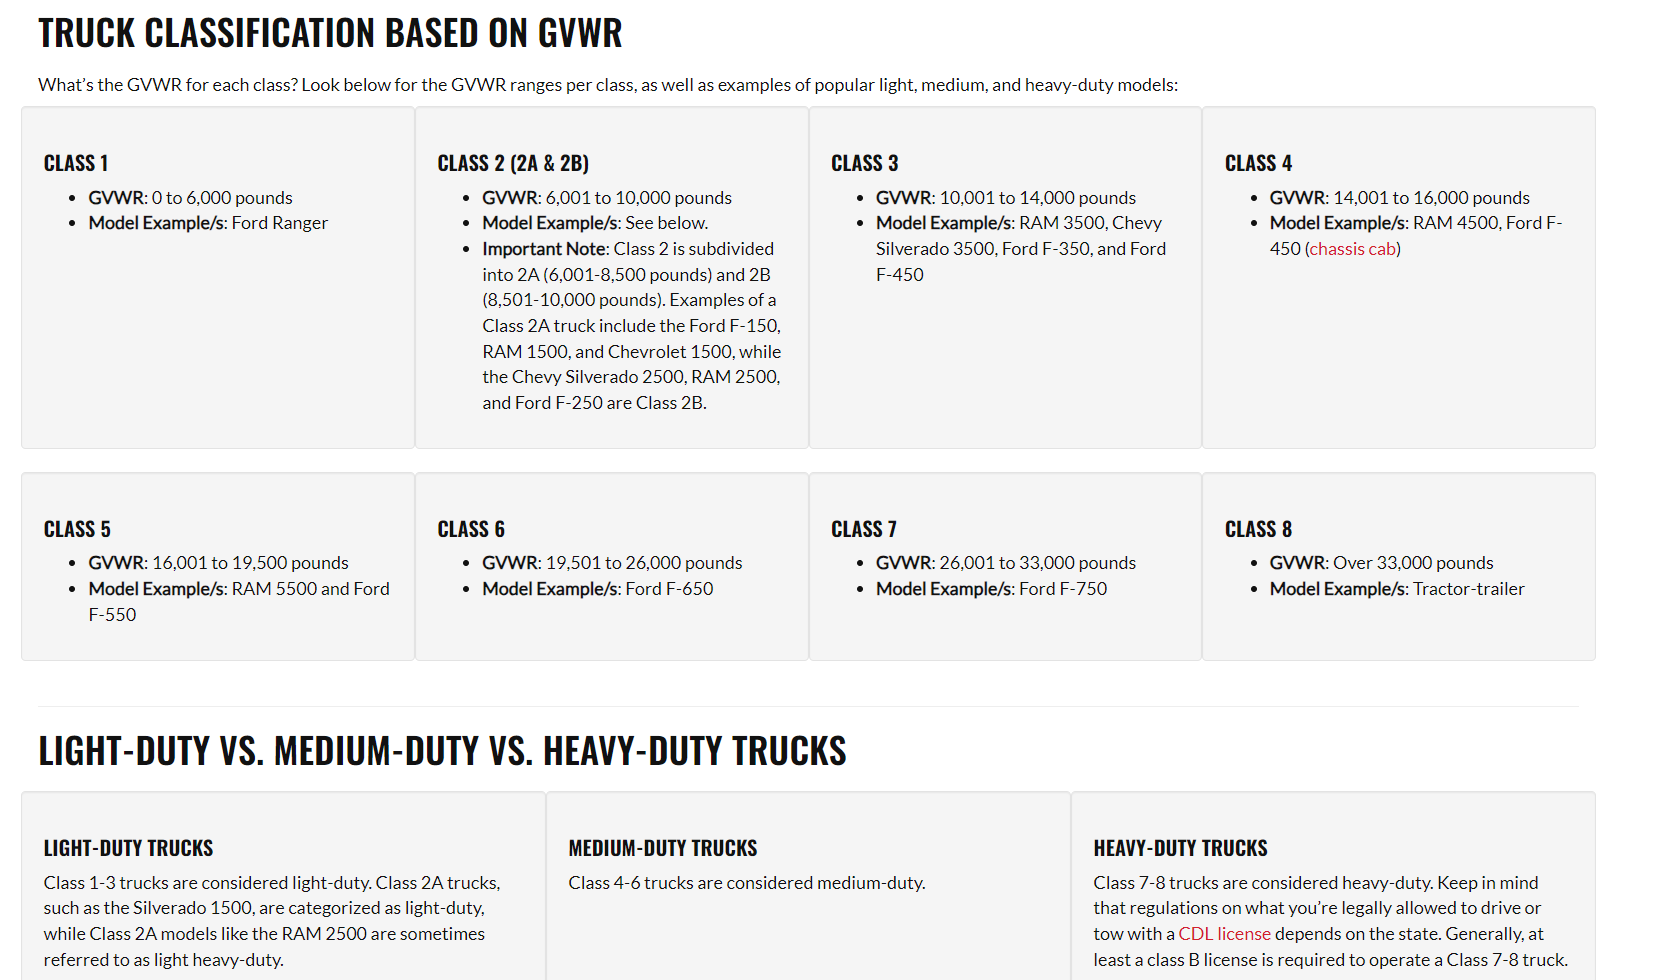 TRUCK CLASSIFICATION BASED ON GVWR
What’s the GVWR for each class? Look below for the GVWR ranges per class, as well as examples of popular light, medium, and heavy-duty models:
CLASS 1
• GVWR: 0 to 6,000 pounds
• Model Example/s: Ford Ranger
CLASS 2 (2A & 2B)
• GVWR: 6,001 to 10,000 pounds
• Model Example/s: See below.
• Important Note: Class 2 is subdivided
into 2A (6,001-8,500 pounds) and 2B
(8,501-10,000 pounds). Examples of a
Class 2A truck include the Ford F-150,
RAM 1500, and Chevrolet 1500, while
the Chevy Silverado 2500, RAM 2500,
and Ford F-250 are Class 2B.
CLASS 3
• GVWR: 10,001 to 14,000 pounds
• Model Example/s: RAM 3500, Chevy
Silverado 3500, Ford F-350, and Ford
F-450
CLASS 4
• GVWR: 14,001 to 16,000 pounds
• Model Example/s: RAM 4500, Ford F-
450 (chassis cab)
CLASS 5
• GVWR: 16,001 to 19,500 pounds
• Model Example/s: RAM 5500 and Ford
F-550
CLASS 6
• GVWR: 19,501 to 26,000 pounds
• Model Example/s: Ford F-650
CLASS 7
• GVWR: 26,001 to 33,000 pounds
• Model Example/s: Ford F-750
CLASS 8
• GVWR: Over 33,000 pounds
• Model Example/s: Tractor-trailer
LIGHT-DUTY VS. MEDIUM-DUTY VS. HEAVY-DUTY TRUCKS
LIGHT-DUTY TRUCKS
Class 1-3 trucks are considered light-duty. Class 2A trucks,
such as the Silverado 1500, are categorized as light-duty,
while Class 2A models like the RAM 2500 are sometimes
referred to as light heavy-duty.
MEDIUM-DUTY TRUCKS
Class 4-6 trucks are considered medium-duty.
HEAVY-DUTY TRUCKS
Class 7-8 trucks are considered heavy-duty. Keep in mind
that regulations on what you’re legally allowed to drive or
tow with a CDL license depends on the state. Generally, at
least a class B license is required to operate a Class 7-8 truck.